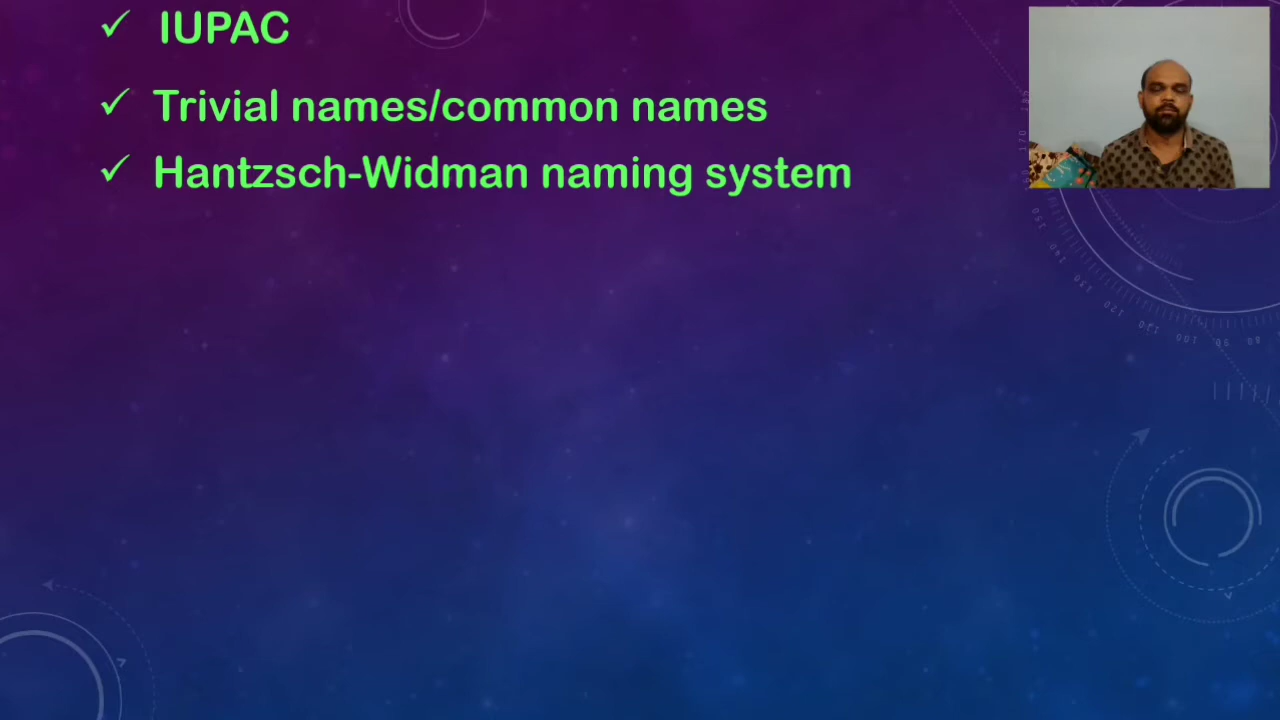 ✓ IUPAC
✓ Trivial names/common names
✓ Hantzsch-Widman naming system